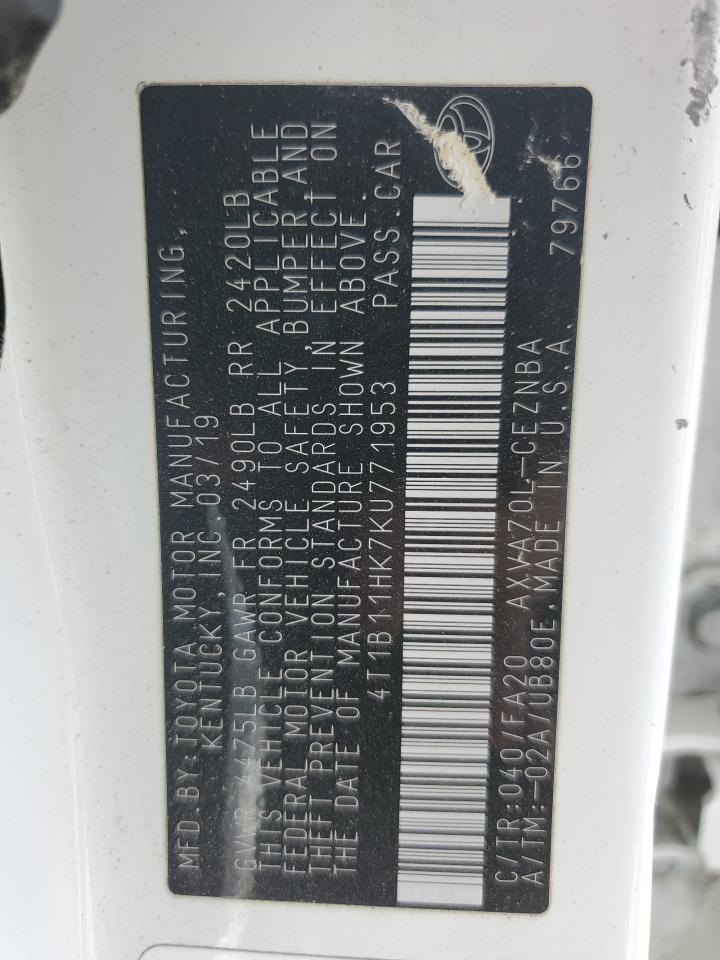 MFD. BY: TOYOTA MOTOR MANUFACTURING,
KENTUCKY, INC. 03/19
GVWR 4475LB GAWR FR 2490LB RR 2420LB
THIS VEHICLE CONFORMS TO ALL APPLICABLE
FEDERAL MOTOR VEHICLE SAFETY, BUMPER AND
THEFT PREVENTION STANDARDS IN EFFECT ON
THE DATE OF MANUFACTURE SHOWN ABOVE.
4T1B11HK7KU771953 PASS. CAR
C/TR: 040/FA20 AXVA70L-CEZNBA
A/TM: -02A/UB80E. MADE IN U.S.A. 79766